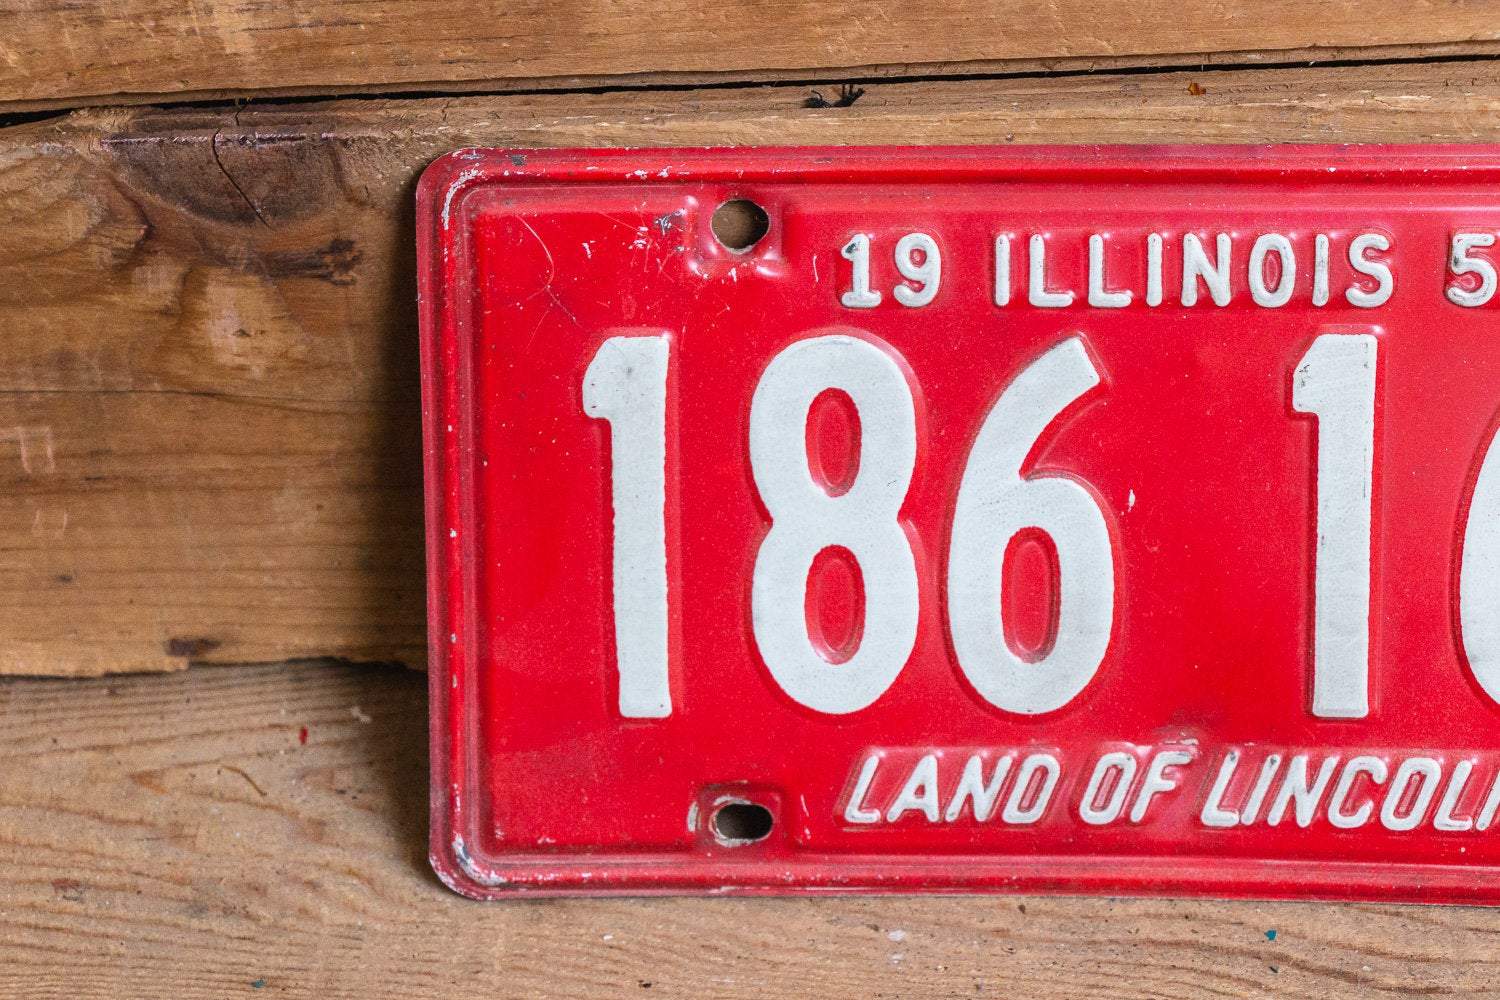 19 ILLINOIS 5
186 1
LAND OF LINCOL